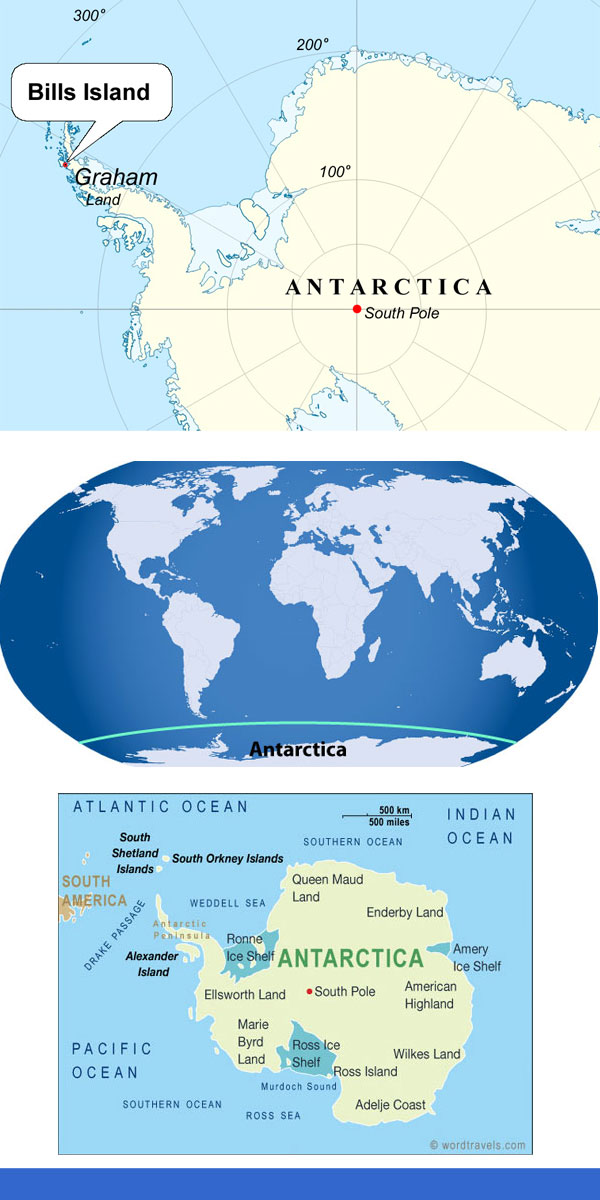 300°
200°
Bills Island
Graham
Land
100°
ANTARCTICA
South Pole
Antarctica
ATLANTIC OCEAN
500 km
500 miles
INDIAN
OCEAN
SOUTHERN OCEAN
South
Shetland
Islands
South Orkney Islands
SOUTH
AMERICA
Queen Maud
Land
WEDDELL SEA
Enderby Land
DRAKE PASSAGE
Antarctic
Peninsula
Ronne
Ice Shelf
ANTARCTICA
Amery
Ice Shelf
Alexander
Island
Ellsworth Land
South Pole
American
Highland
Marie
Byrd
Land
Ross Ice
Shelf
Wilkes Land
PACIFIC
OCEAN
Ross Island
Murdoch Sound
SOUTHERN OCEAN
ROSS SEA
Adelje Coast
© wordtravels.com